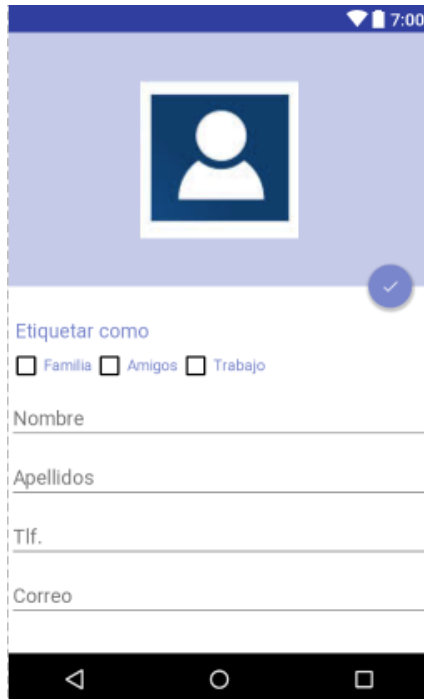 7:00
Etiquetar como
Familia Amigos Trabajo
Nombre
Apellidos
Tlf.
Correo